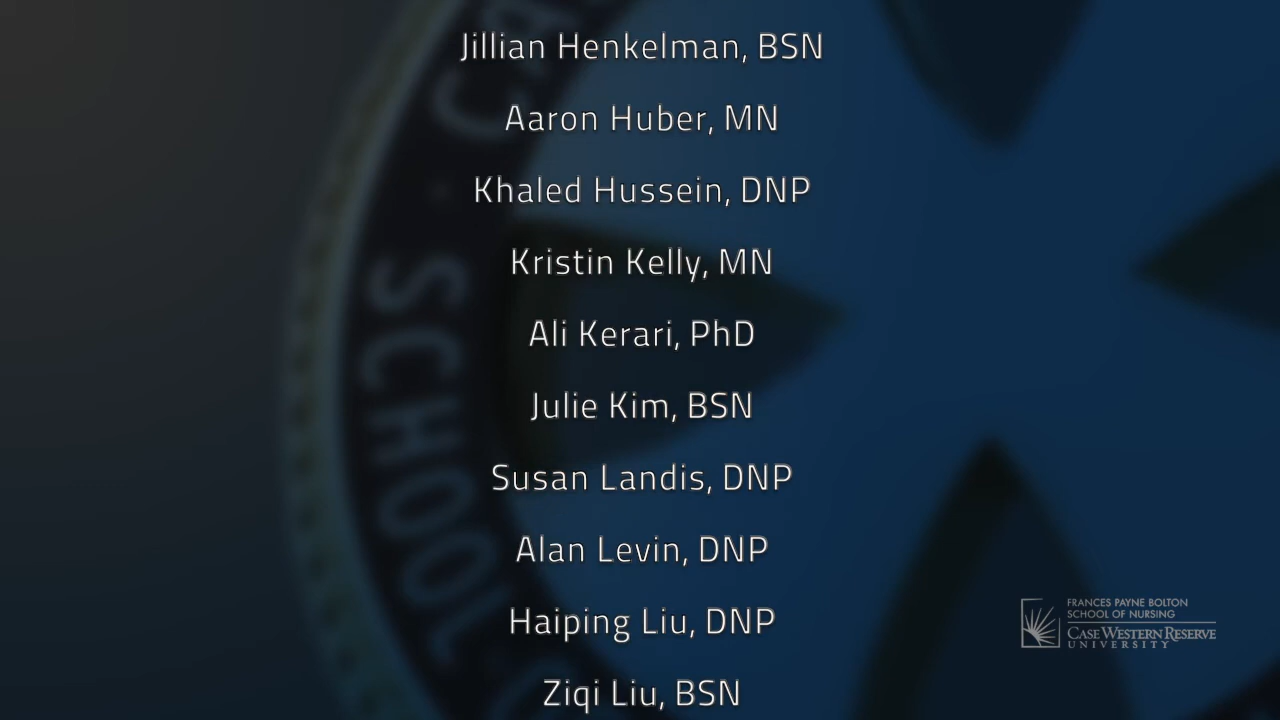 Jillian Henkelman, BSN
Aaron Huber, MN
Khaled Hussein, DNP
Kristin Kelly, MN
Ali Kerari, PhD
Julie Kim, BSN
Susan Landis, DNP
Alan Levin, DNP
Haiping Liu, DNP
Ziqi Liu, BSN
SCHOOL
FRANCES PAYNE BOLTON
SCHOOL OF NURSING
CASE WESTERN RESERVE
UNIVERSITY